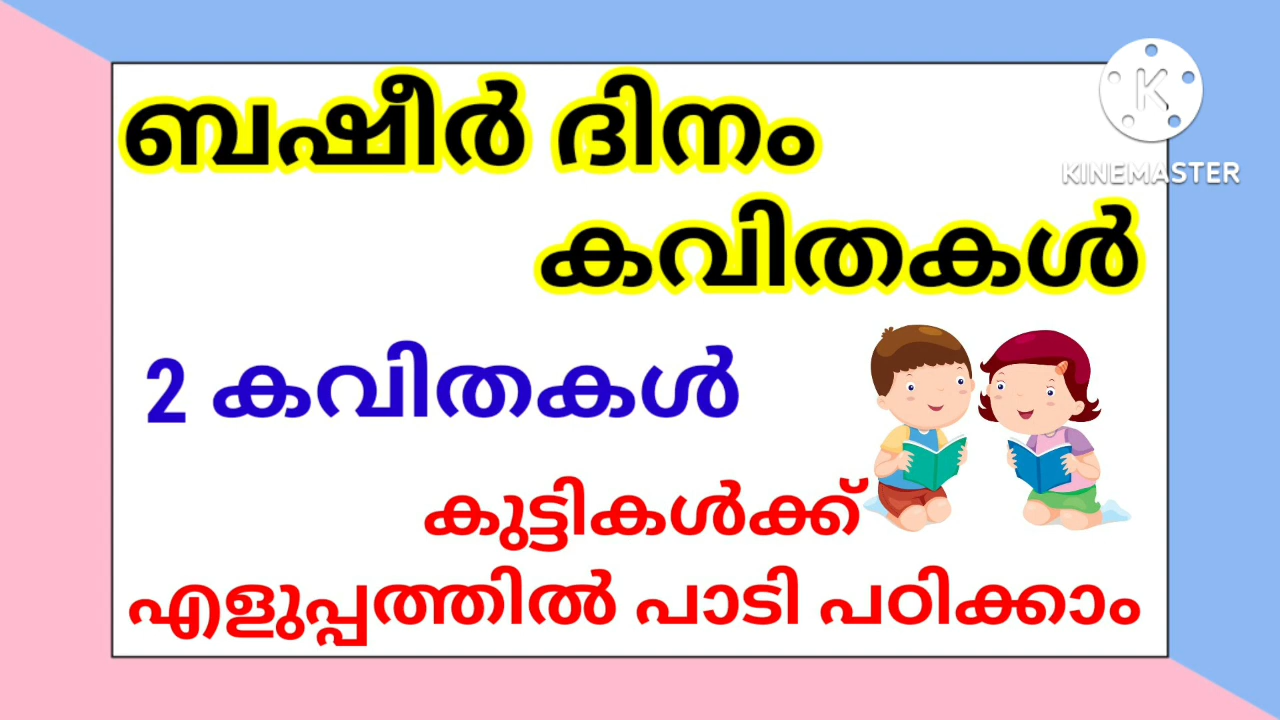 ബഷീർ ദിനം
കവിതകൾ
2 കവിതകൾ
കുട്ടികൾക്ക്
എളുപ്പത്തിൽ പാടി പഠിക്കാം
K
KINEMASTER